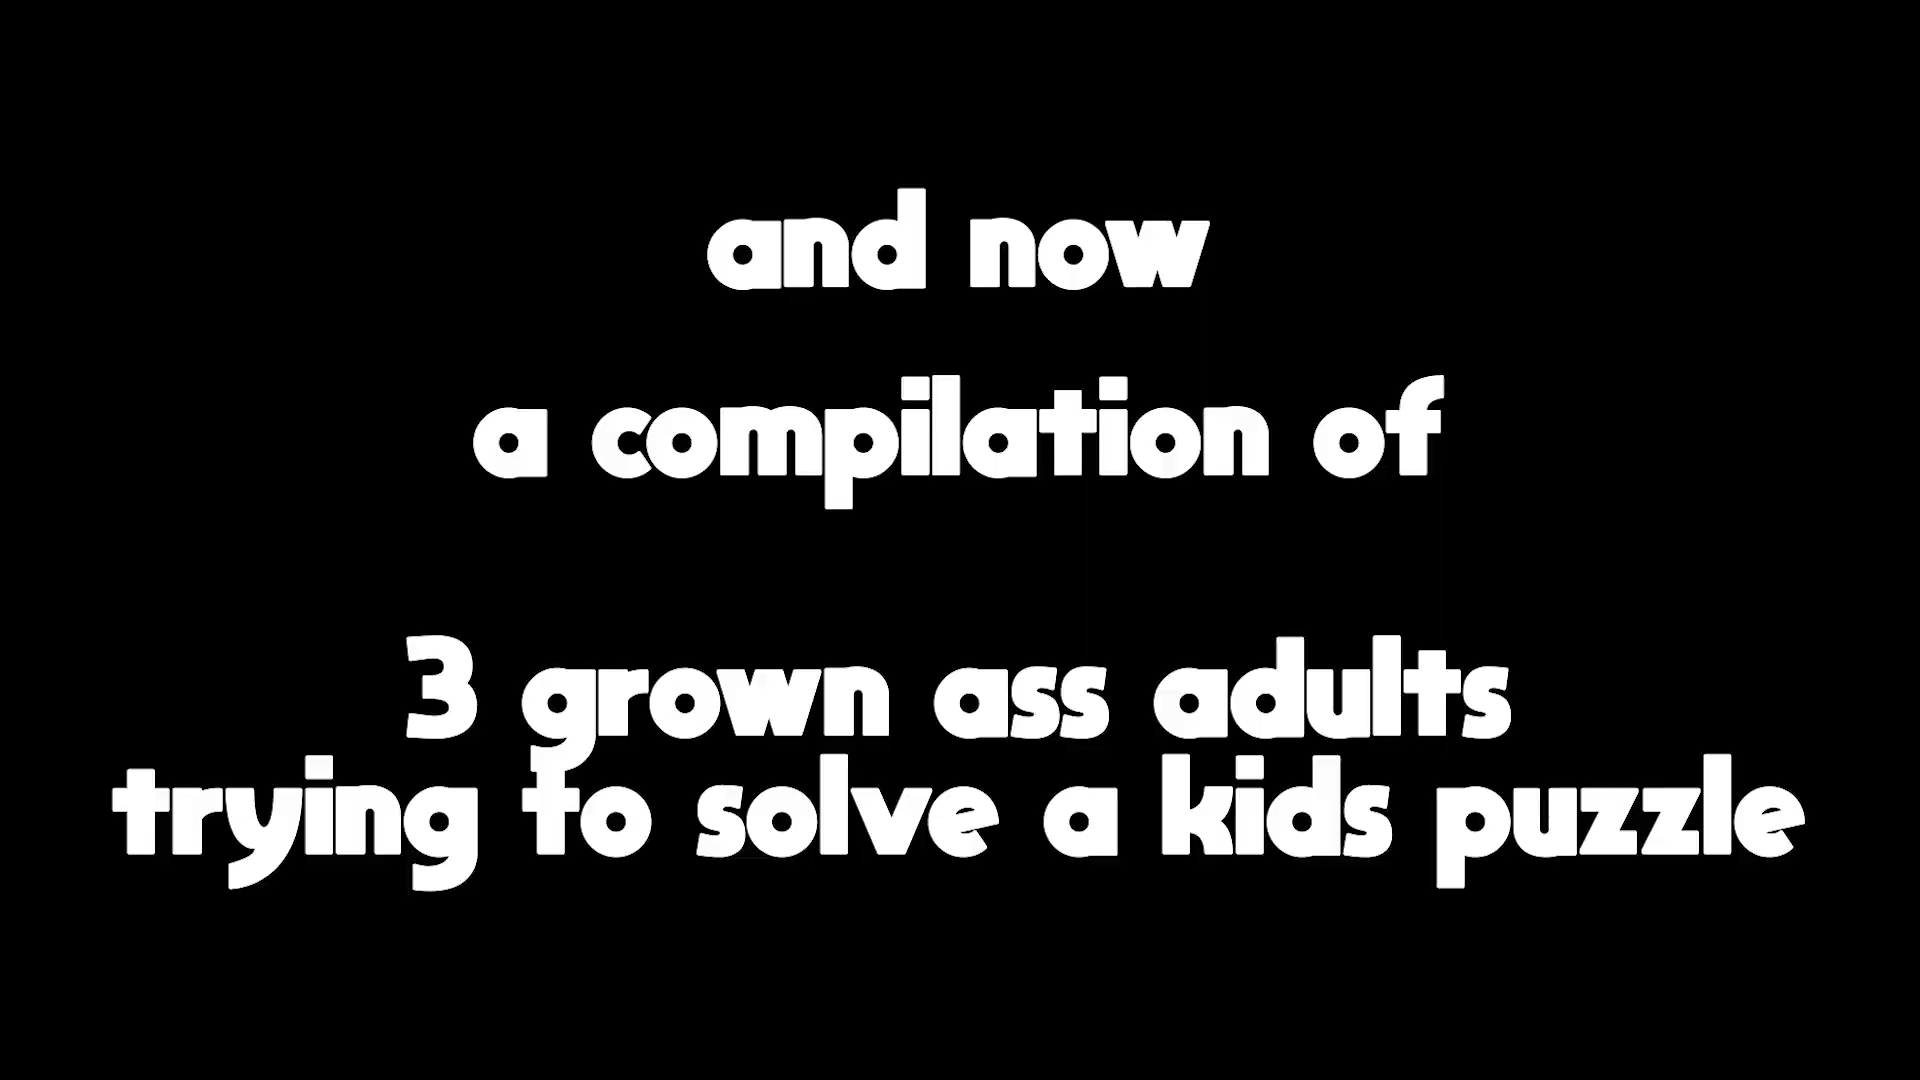 and now
a compilation of
3 grown ass adults
trying to solve a kids puzzle